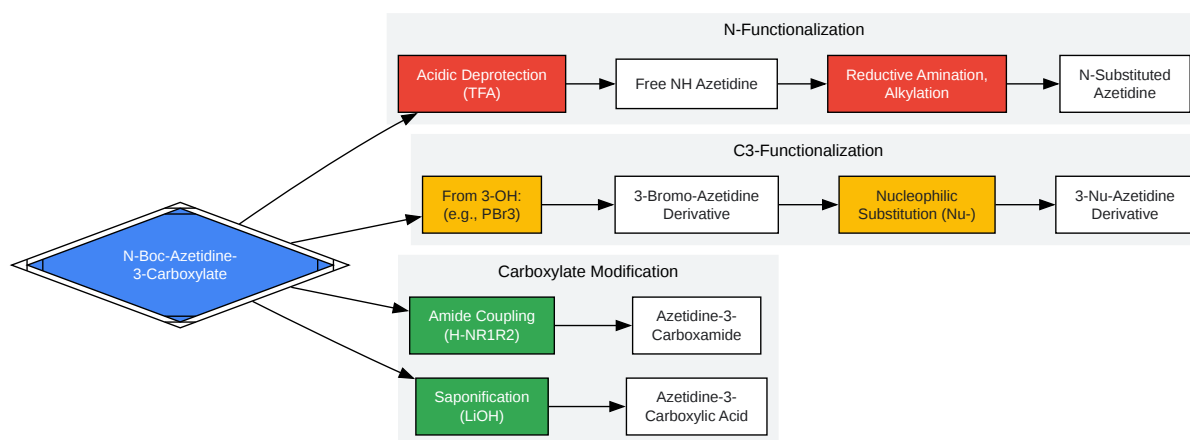 N-Functionalization
Acidic Deprotection
(TFA)
Free NH Azetidine
Reductive Amination,
Alkylation
N-Substituted
Azetidine
C3-Functionalization
From 3-OH:
(e.g., PBr3)
3-Bromo-Azetidine
Derivative
Nucleophilic
Substitution (Nu-)
3-Nu-Azetidine
Derivative
N-Boc-Azetidine-
3-Carboxylate
Carboxylate Modification
Amide Coupling
(H-NR1R2)
Azetidine-3-
Carboxamide
Saponification
(LiOH)
Azetidine-3-
Carboxylic Acid